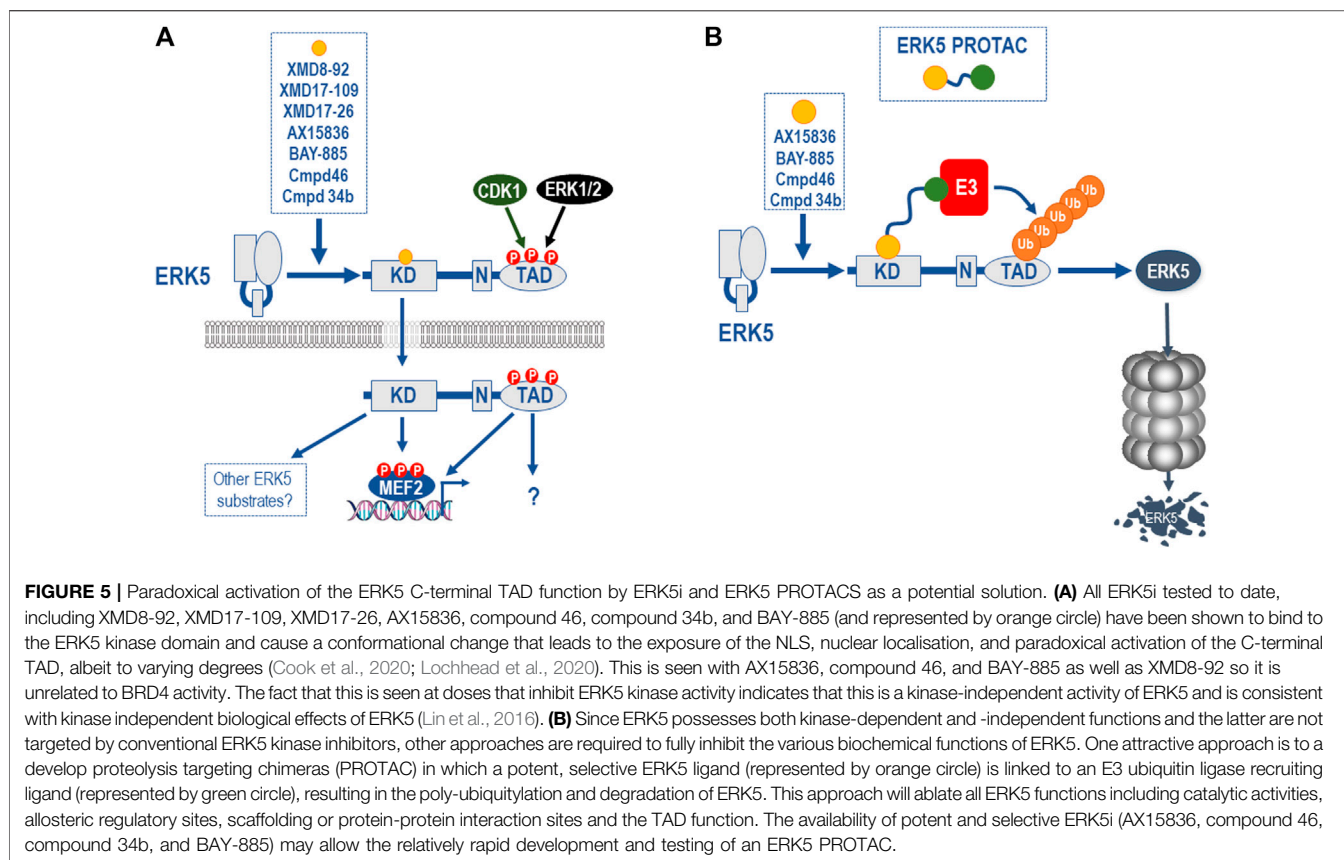 A
XMD8-92
XMD17-109
XMD17-26
AX15836
BAY-885
Cmpd46
Cmpd 34b
CDK1
ERK1/2
P P P
ERK5
KD
N
TAD
P P P
KD
N
TAD
Other ERK5
substrates?
P P P
MEF2
?
B
ERK5 PROTAC
AX15836
BAY-885
Cmpd46
Cmpd 34b
E3
Ub
Ub
Ub
Ub
Ub
KD
N
TAD
ERK5
ERK5
ERK5
FIGURE 5 | Paradoxical activation of the ERK5 C-terminal TAD function by ERK5i and ERK5 PROTACS as a potential solution. (A) All ERK5i tested to date,
including XMD8-92, XMD17-109, XMD17-26, AX15836, compound 46, compound 34b, and BAY-885 (and represented by orange circle) have been shown to bind to
the ERK5 kinase domain and cause a conformational change that leads to the exposure of the NLS, nuclear localisation, and paradoxical activation of the C-terminal
TAD, albeit to varying degrees (Cook et al., 2020; Lochhead et al., 2020). This is seen with AX15836, compound 46, and BAY-885 as well as XMD8-92 so it is
unrelated to BRD4 activity. The fact that this is seen at doses that inhibit ERK5 kinase activity indicates that this is a kinase-independent activity of ERK5 and is consistent
with kinase independent biological effects of ERK5 (Lin et al., 2016). (B) Since ERK5 possesses both kinase-dependent and -independent functions and the latter are not
targeted by conventional ERK5 kinase inhibitors, other approaches are required to fully inhibit the various biochemical functions of ERK5. One attractive approach is to a
develop proteolysis targeting chimeras (PROTAC) in which a potent, selective ERK5 ligand (represented by orange circle) is linked to an E3 ubiquitin ligase recruiting
ligand (represented by green circle), resulting in the poly-ubiquitylation and degradation of ERK5. This approach will ablate all ERK5 functions including catalytic activities,
allosteric regulatory sites, scaffolding or protein-protein interaction sites and the TAD function. The availability of potent and selective ERK5i (AX15836, compound 46,
compound 34b, and BAY-885) may allow the relatively rapid development and testing of an ERK5 PROTAC.